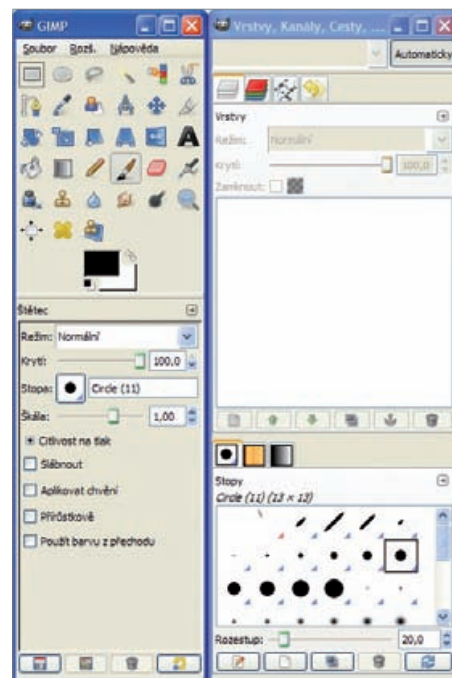 GIMP
Soubor Rozš. Nápověda
Štětec
Režim: Normální
Krytí: 100,0
Stopa: Circle (11)
Škála: 1,00
Citlivost na tlak
Slábnout
Aplikovat chvění
Přírůstkově
Použít barvu z přechodu
Vrstvy, Kanály, Cesty, ...
Automaticky
Vrstvy
Režim: Normální
Krytí: 100,0
Zamknout:
Stopy
Circle (11) (13 × 13)
Rozestup: 20,0